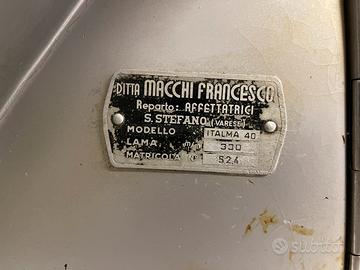 DITTA MACCHI FRANCESCO
Reparto: AFFETTATRICI
S. STEFANO (VARESE)
MODELLO ITALMA 40
LAMA m/m 330
MATRICOLA N° 524
subito